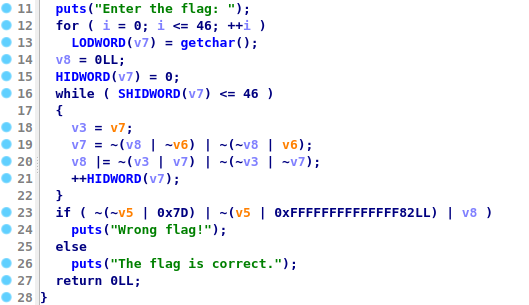 11 puts("Enter the flag: ");
12 for ( i = 0; i <= 46; ++i )
13 LODWORD(v7) = getchar();
14 v8 = 0LL;
15 HIDWORD(v7) = 0;
16 while ( SHIDWORD(v7) <= 46 )
17 {
18 v3 = v7;
19 v7 = ~(v8 | ~v6) | ~(~v8 | v6);
20 v8 |= ~(v3 | v7) | ~(~v3 | ~v7);
21 ++HIDWORD(v7);
22 }
23 if ( ~(~v5 | 0x7D) | ~(v5 | 0xFFFFFFFFFFFFFF82LL) | v8 )
24 puts("Wrong flag!");
25 else
26 puts("The flag is correct.");
27 return 0LL;
28 }